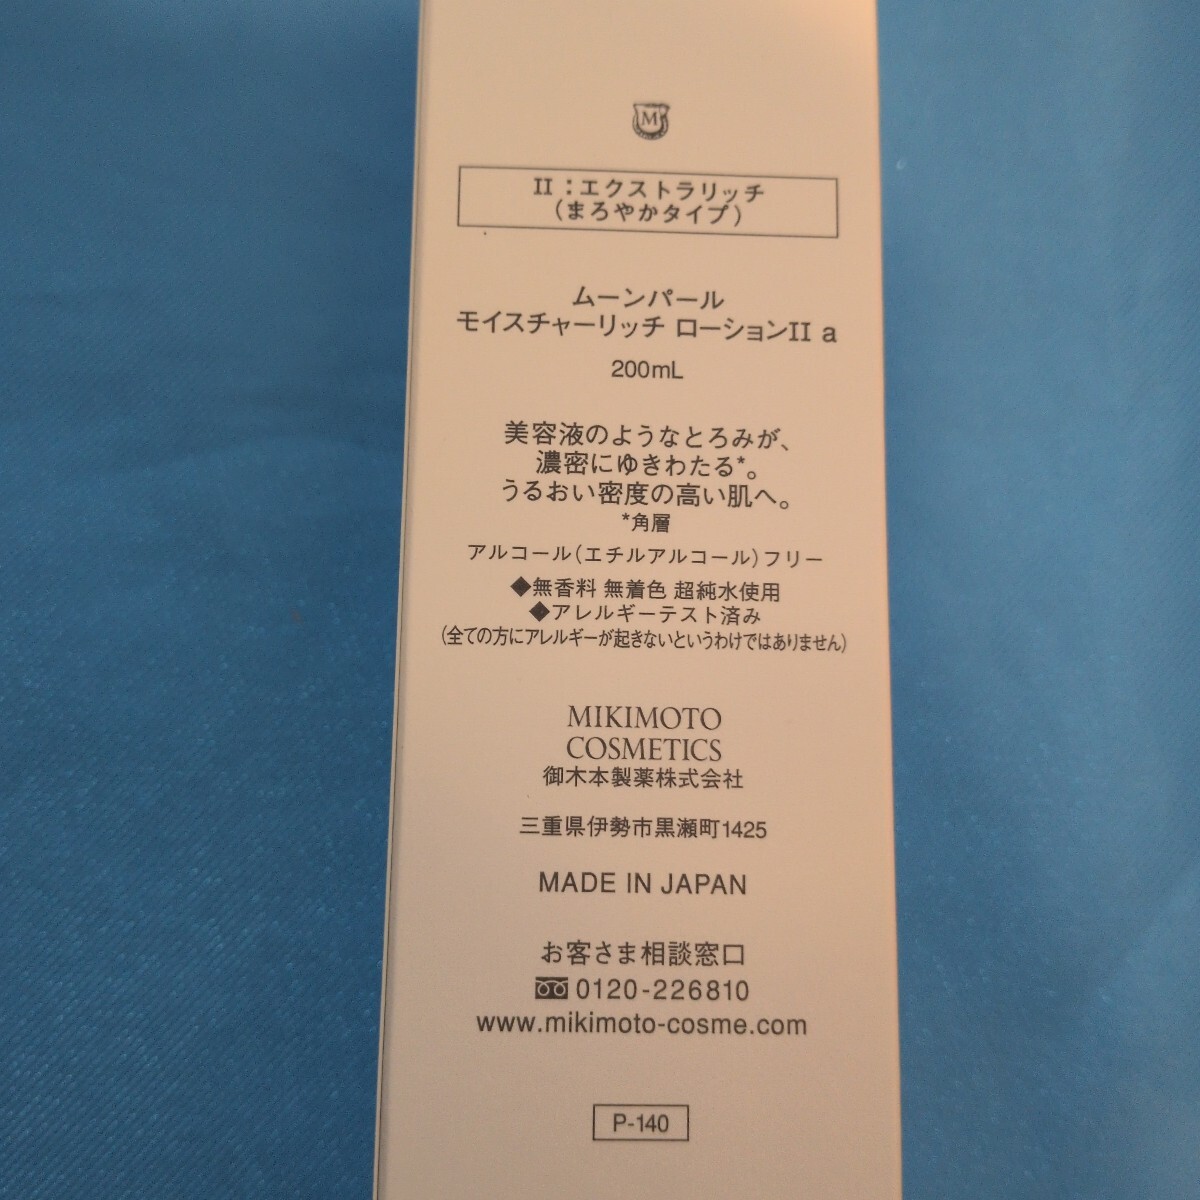 M
II：エクストラリッチ
(まろやかタイプ)
ムーンパール
モイスチャーリッチ ローションII a
200mL
美容液のようなとろみが、
濃密にゆきわたる*。
うるおい密度の高い肌へ。
*角層
アルコール(エチルアルコール)フリー
◆無香料 無着色 超純水使用
◆アレルギーテスト済み
(全ての方にアレルギーが起きないというわけではありません)
MIKIMOTO
COSMETICS
御木本製薬株式会社
三重県伊勢市黒瀬町1425
MADE IN JAPAN
お客さま相談窓口
0120-226810
www.mikimoto-cosme.com
P-140